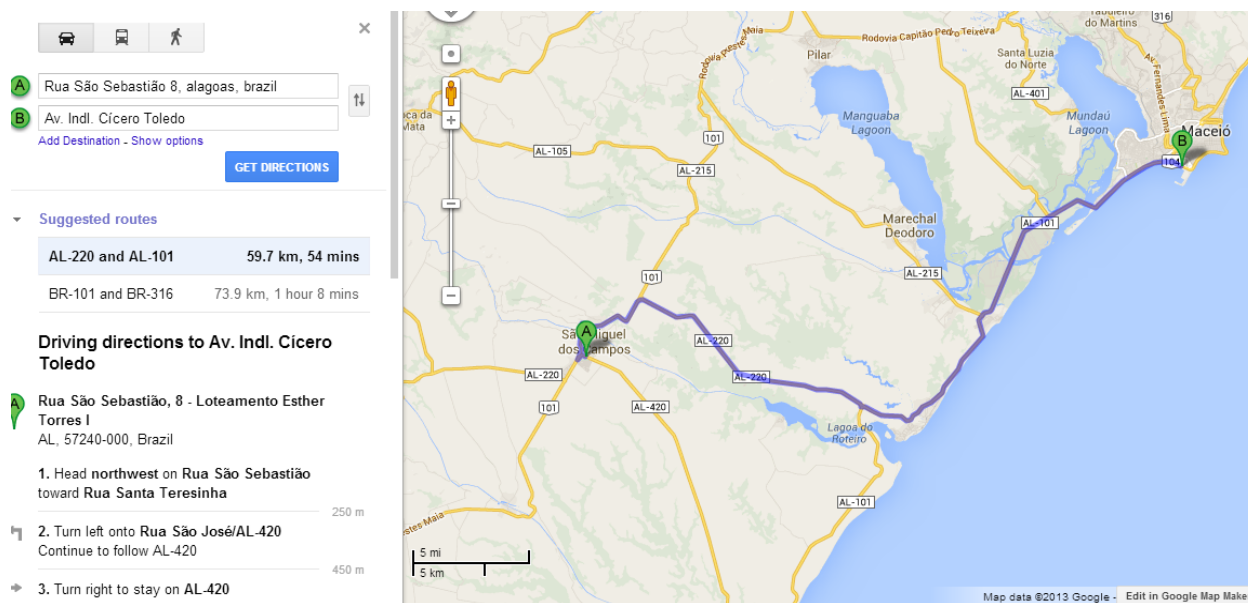 A Rua São Sebastião 8, alagoas, brazil
B Av. Indl. Cícero Toledo
Add Destination - Show options
GET DIRECTIONS
Suggested routes
AL-220 and AL-101 59.7 km, 54 mins
BR-101 and BR-316 73.9 km, 1 hour 8 mins
Driving directions to Av. Indl. Cícero
Toledo
A Rua São Sebastião, 8 - Loteamento Esther
Torres I
AL, 57240-000, Brazil
1. Head northwest on Rua São Sebastião
toward Rua Santa Teresinha
250 m
2. Turn left onto Rua São José/AL-420
Continue to follow AL-420
450 m
3. Turn right to stay on AL-420
do Martins
316
Rodovia Capitão Pedro Teixeira
Pilar
Santa Luzia
do Norte
Av. Fernandes Lima
AL-401
Manguaba
Lagoon
Mundaú
Lagoon
Maceió
B
104
da
Mata
101
AL-105
AL-215
Marechal
Deodoro
AL-101
AL-215
101
A
São Miguel
dos Campos
AL-220
AL-220
AL-220
101
AL-420
Lagoa do
Roteiro
AL-101
5 mi
5 km
Map data ©2013 Google -
Edit in Google Map Make